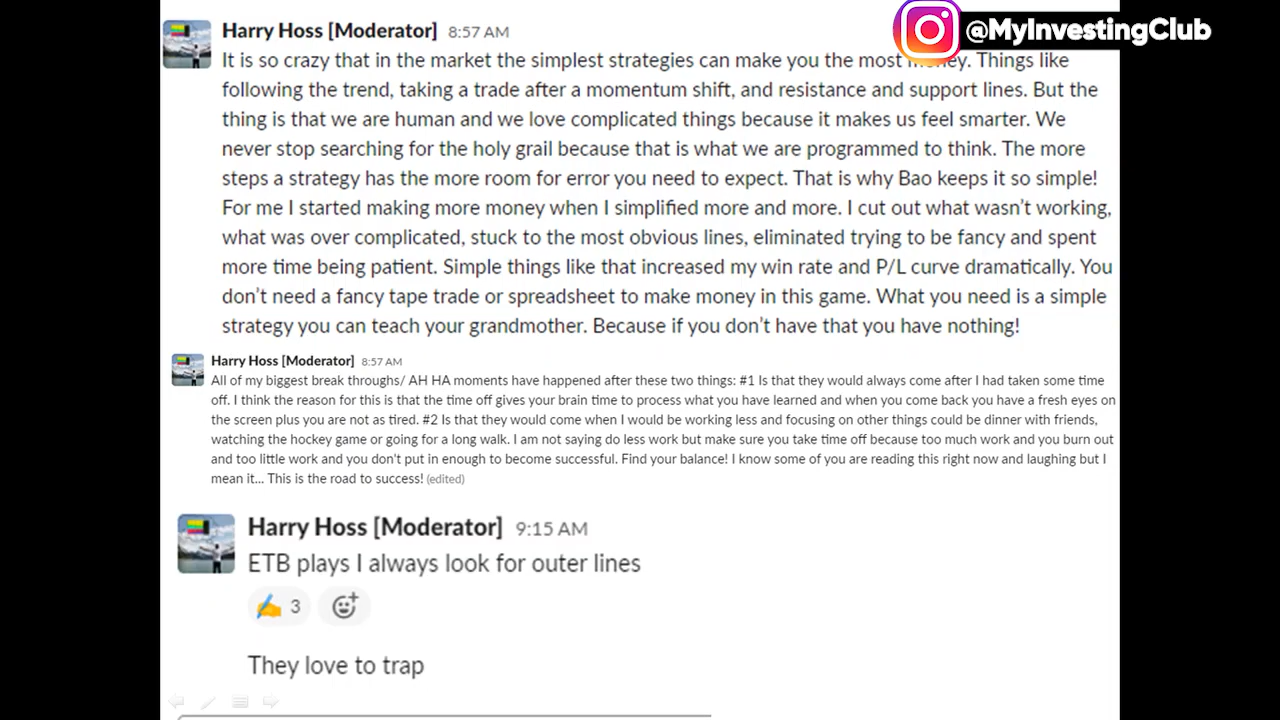 @MyInvestingClub
Harry Hoss [Moderator] 8:57 AM
It is so crazy that in the market the simplest strategies can make you the most money. Things like
following the trend, taking a trade after a momentum shift, and resistance and support lines. But the
thing is that we are human and we love complicated things because it makes us feel smarter. We
never stop searching for the holy grail because that is what we are programmed to think. The more
steps a strategy has the more room for error you need to expect. That is why Bao keeps it so simple!
For me I started making more money when I simplified more and more. I cut out what wasn't working,
what was over complicated, stuck to the most obvious lines, eliminated trying to be fancy and spent
more time being patient. Simple things like that increased my win rate and P/L curve dramatically. You
don't need a fancy tape trade or spreadsheet to make money in this game. What you need is a simple
strategy you can teach your grandmother. Because if you don't have that you have nothing!
Harry Hoss [Moderator] 8:57 AM
All of my biggest break throughs/ AH HA moments have happened after these two things: #1 Is that they would always come after I had taken some time
off. I think the reason for this is that the time off gives your brain time to process what you have learned and when you come back you have a fresh eyes on
the screen plus you are not as tired. #2 Is that they would come when I would be working less and focusing on other things could be dinner with friends,
watching the hockey game or going for a long walk. I am not saying do less work but make sure you take time off because too much work and you burn out
and too little work and you don't put in enough to become successful. Find your balance! I know some of you are reading this right now and laughing but I
mean it... This is the road to success! (edited)
Harry Hoss [Moderator] 9:15 AM
ETB plays I always look for outer lines
3
They love to trap